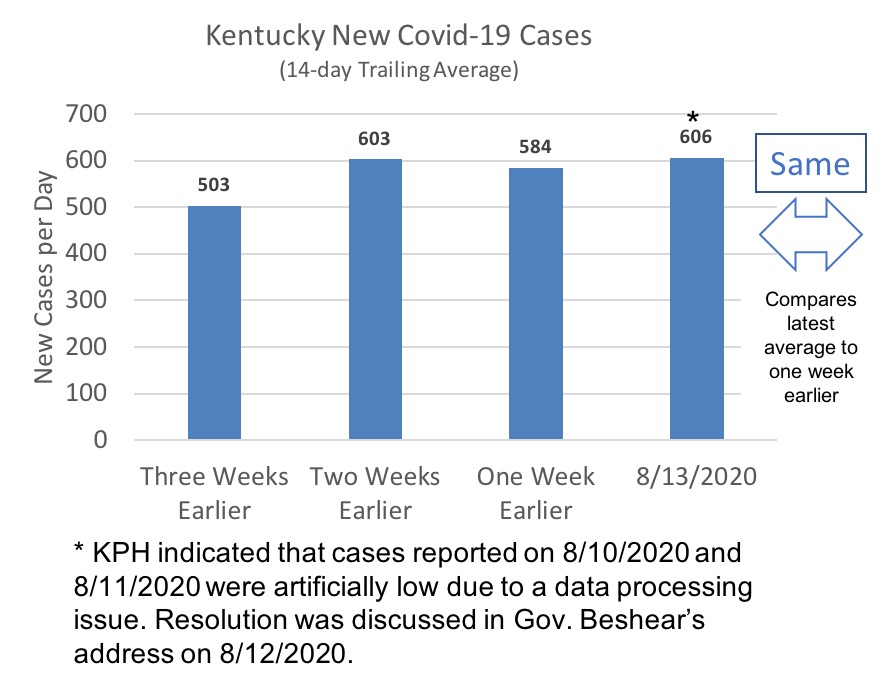 Kentucky New Covid-19 Cases
(14-day Trailing Average)
700
600
500
400
300
200
100
0
New Cases per Day
503
603
584
*
606
Three Weeks
Earlier
Two Weeks
Earlier
One Week
Earlier
8/13/2020
Same
Compares
latest
average to
one week
earlier
* KPH indicated that cases reported on 8/10/2020 and
8/11/2020 were artificially low due to a data processing
issue. Resolution was discussed in Gov. Beshear’s
address on 8/12/2020.